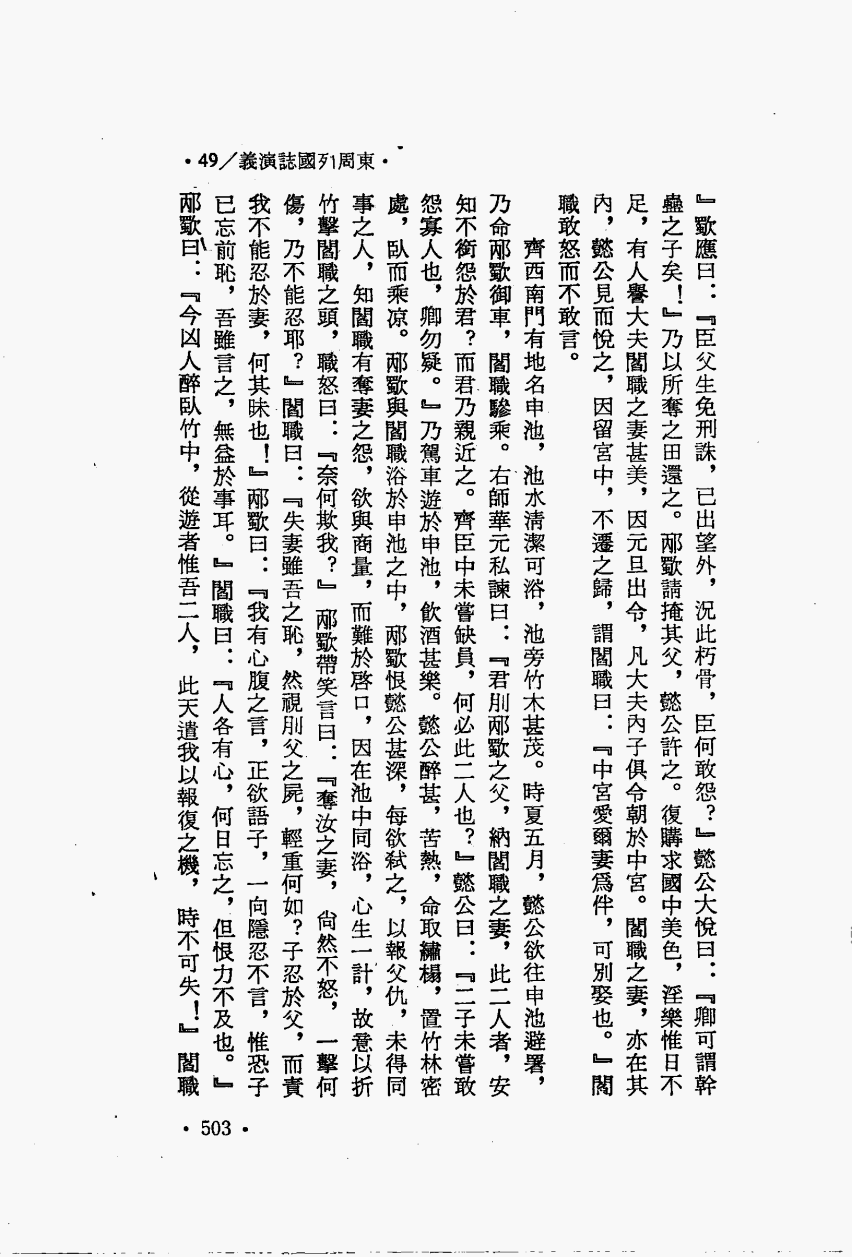 ·東周列國誌演義／49·
』歜應曰：『臣父生免刑誅，已出望外，況此朽骨，臣何敢怨？』懿公大悅曰：『卿可謂幹
蠱之子矣！』乃以所奪之田還之。邴歜請掩其父，懿公許之。復購求國中美色，淫樂惟日不
足，有人譽大夫閻職之妻甚美，因元旦出令，凡大夫內子俱令朝於中宮。閻職之妻，亦在其
內，懿公見而悅之，因留宮中，不遷之歸，謂閻職曰：『中宮愛爾妻爲伴，可別娶也。』閻
職敢怒而不敢言。
齊西南門有地名申池，池水清潔可浴，池旁竹木甚茂。時夏五月，懿公欲往申池避暑，
乃命邴歜御車，閻職驂乘。右師華元私諫曰：『君刖邴歜之父，納閻職之妻，此二人者，安
知不銜怨於君？而君乃親近之。齊臣中未嘗缺員，何必此二人也？』懿公曰：『二子未嘗敢
怨寡人也，卿勿疑。』乃駕車遊於申池，飲酒甚樂。懿公醉甚，苦熱，命取繡榻，置竹林密
處，臥而乘凉。邴歜與閻職浴於申池之中，邴歜恨懿公甚深，每欲弒之，以報父仇，未得同
事之人，知閻職有奪妻之怨，欲與商量，而難於啓口，因在池中同浴，心生一計，故意以折
竹擊閻職之頭，職怒曰：『奈何欺我？』邴歜帶笑言曰：『奪汝之妻，尙然不怒，一擊何
傷，乃不能忍耶？』閻職曰：『失妻雖吾之恥，然視刖父之屍，輕重何如？子忍於父，而責
我不能忍於妻，何其昧也！』邴歜曰：『我有心腹之言，正欲語子，一向隱忍不言，惟恐子
已忘前恥，吾雖言之，無益於事耳。』閻職曰：『人各有心，何日忘之，但恨力不及也。』
邴歜曰：『今凶人醉臥竹中，從遊者惟吾二人，此天遣我以報復之機，時不可失！』閻職
·503·